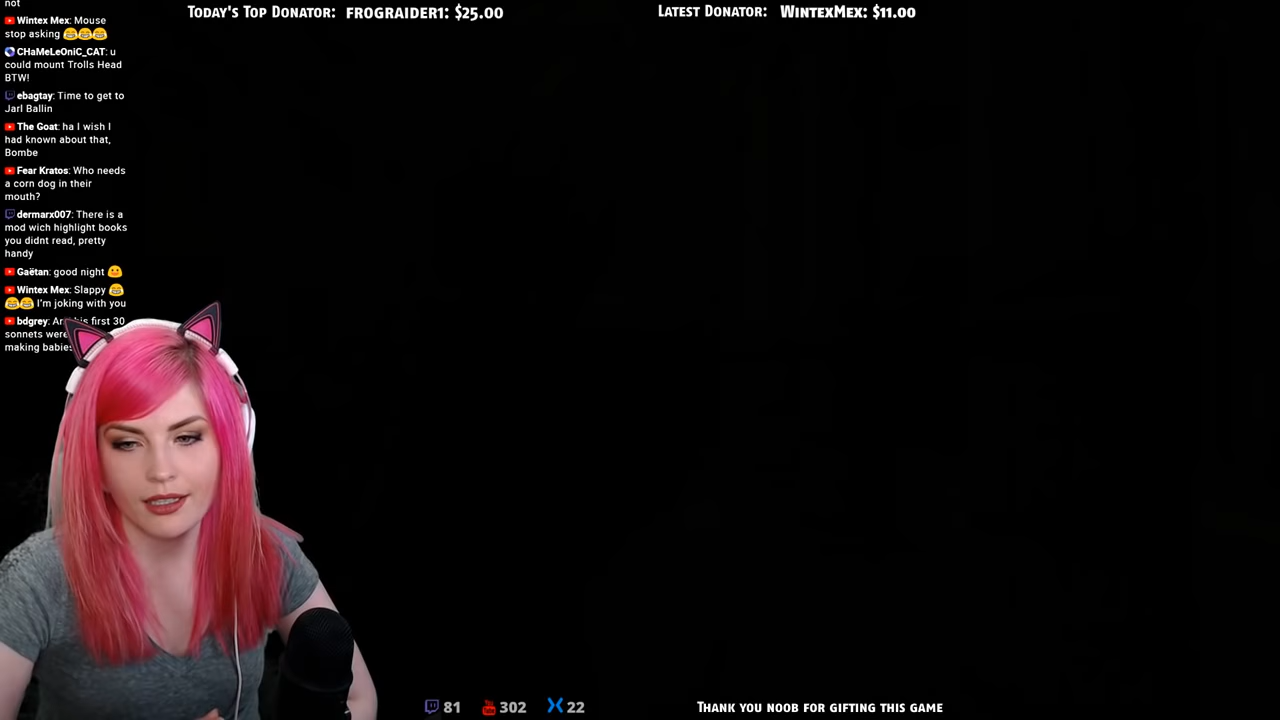 Today's Top Donator: frograider1: $25.00
Latest Donator: WintexMex: $11.00
not
Wintex Mex: Mouse
stop asking 😂😂😂
CHaMeLeOniC_CAT: u
could mount Trolls Head
BTW!
ebagtay: Time to get to
Jarl Ballin
The Goat: ha I wish I
had known about that,
Bombe
Fear Kratos: Who needs
a corn dog in their
mouth?
dermarx007: There is a
mod wich highlight books
you didnt read, pretty
handy
Gaëtan: good night 😛
Wintex Mex: Slappy 😂
😂😂 I'm joking with you
bdgrey: his first 30
sonnets were
making babies
81 302 22
Thank you noob for gifting this game